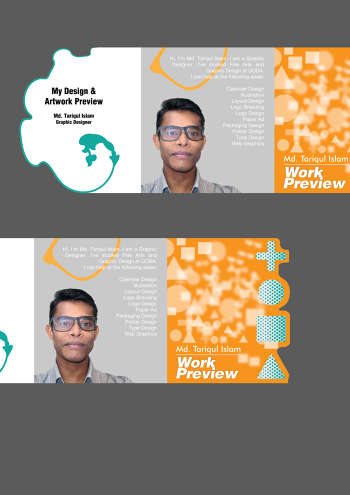 My Design &
Artwork Preview
Md. Tariqul Islam
Graphic Designer
Hi, I'm Md. Tariqul Islam. I am a Graphic
Designer. I've studied Fine Arts and
Graphic Design at UODA.
I can help at the following areas:
Calender Design
Illustration
Layout Design
Logo Branding
Logo Design
Paper Ad
Packaging Design
Poster Design
Type Design
Web Graphics
Md. Tariqul Islam
Work
Preview
Hi, I'm Md. Tariqul Islam. I am a Graphic
Designer. I've studied Fine Arts and
Graphic Design at UODA.
I can help at the following areas:
Calender Design
Illustration
Layout Design
Logo Branding
Logo Design
Paper Ad
Packaging Design
Poster Design
Type Design
Web Graphics
Md. Tariqul Islam
Work
Preview